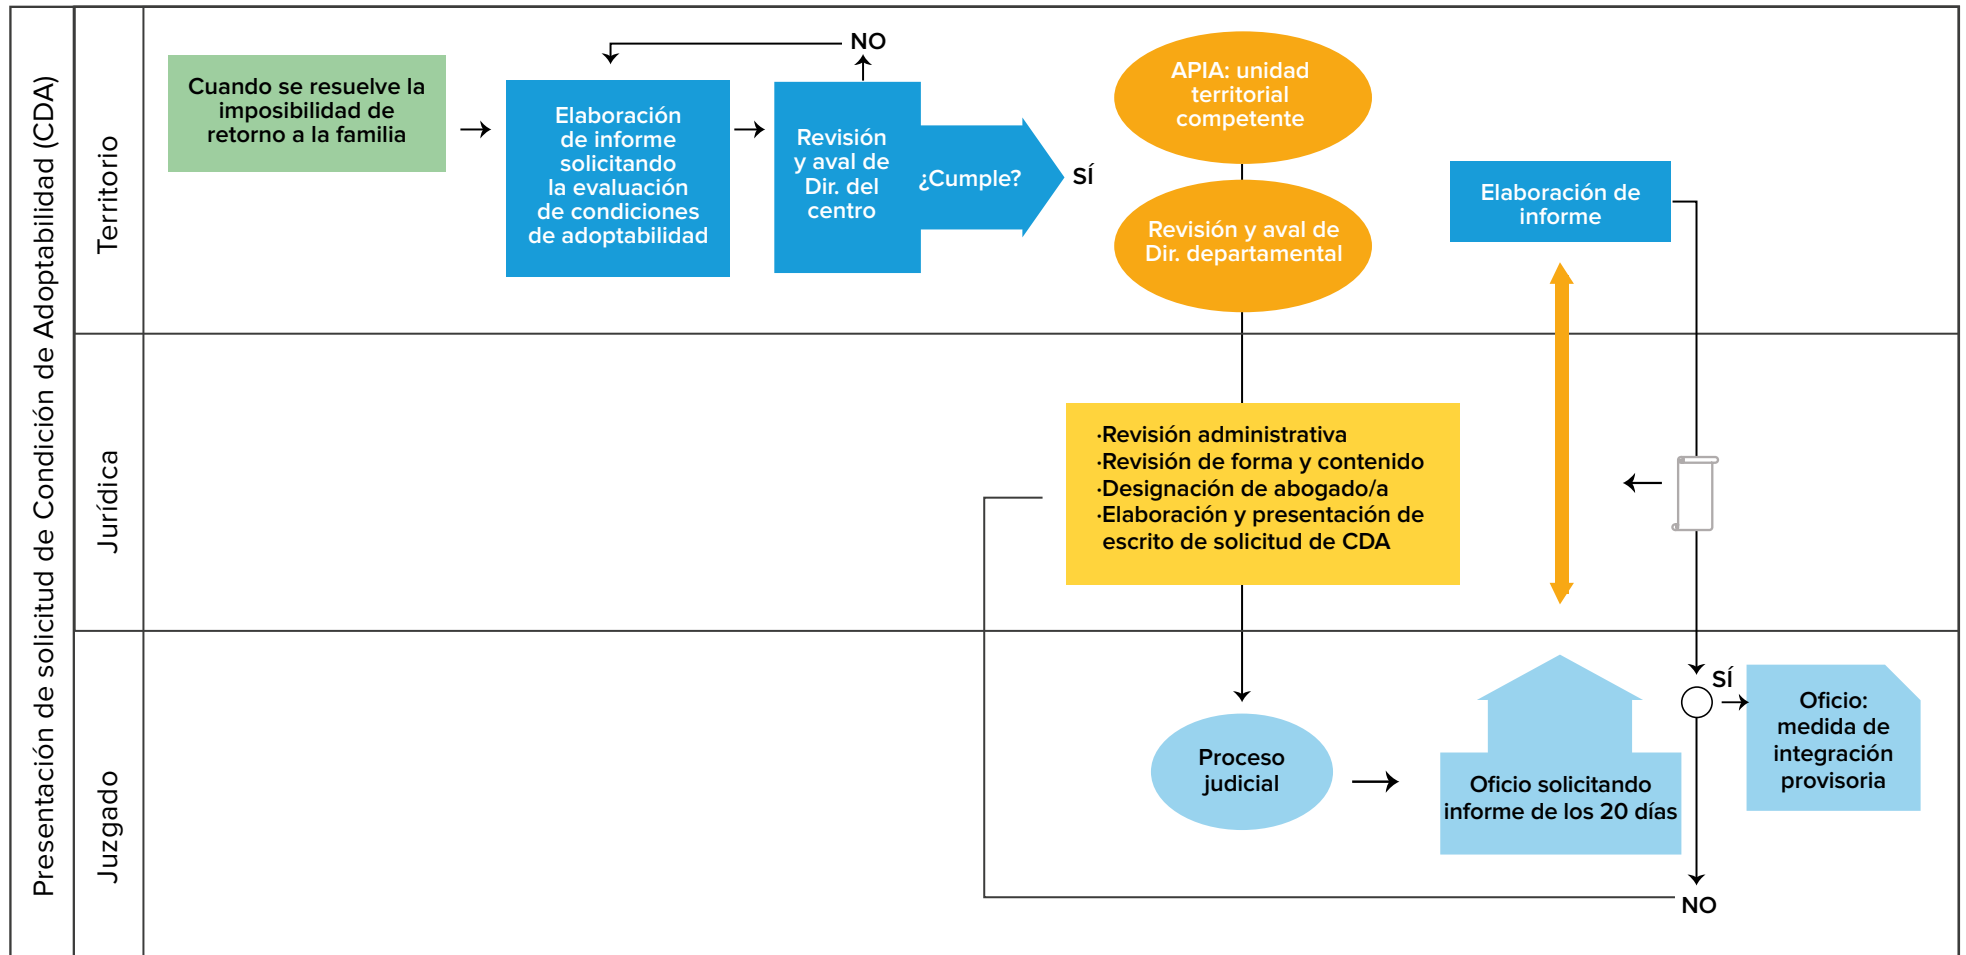 Presentación de solicitud de Condición de Adoptabilidad (CDA)
Territorio
Cuando se resuelve la
imposibilidad de
retorno a la familia
Elaboración
de informe
solicitando
la evaluación
de condiciones
de adoptabilidad
NO
Revisión
y aval de
Dir. del
centro
¿Cumple?
SÍ
APIA: unidad
territorial
competente
Revisión y aval de
Dir. departamental
Elaboración de
informe
Jurídica
·Revisión administrativa
·Revisión de forma y contenido
·Designación de abogado/a
·Elaboración y presentación de
escrito de solicitud de CDA
Juzgado
Proceso
judicial
Oficio solicitando
informe de los 20 días
SÍ
Oficio:
medida de
integración
provisoria
NO